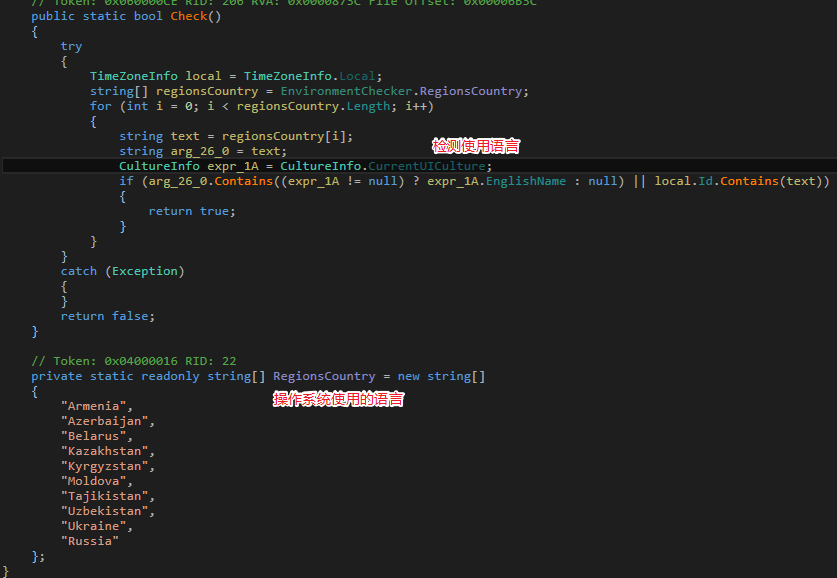 // Token: 0x060000CE RID: 206 RVA: 0x0000873C File Offset: 0x00006B3C
public static bool Check()
{
try
{
TimeZoneInfo local = TimeZoneInfo.Local;
string[] regionsCountry = EnvironmentChecker.RegionsCountry;
for (int i = 0; i < regionsCountry.Length; i++)
{
string text = regionsCountry[i];
检测使用语言
string arg_26_0 = text;
CultureInfo expr_1A = CultureInfo.CurrentUICulture;
if (arg_26_0.Contains((expr_1A != null) ? expr_1A.EnglishName : null) || local.Id.Contains(text))
{
return true;
}
}
}
catch (Exception)
{
}
return false;
}
// Token: 0x04000016 RID: 22
private static readonly string[] RegionsCountry = new string[]
{
操作系统使用的语言
"Armenia",
"Azerbaijan",
"Belarus",
"Kazakhstan",
"Kyrgyzstan",
"Moldova",
"Tajikistan",
"Uzbekistan",
"Ukraine",
"Russia"
};
}